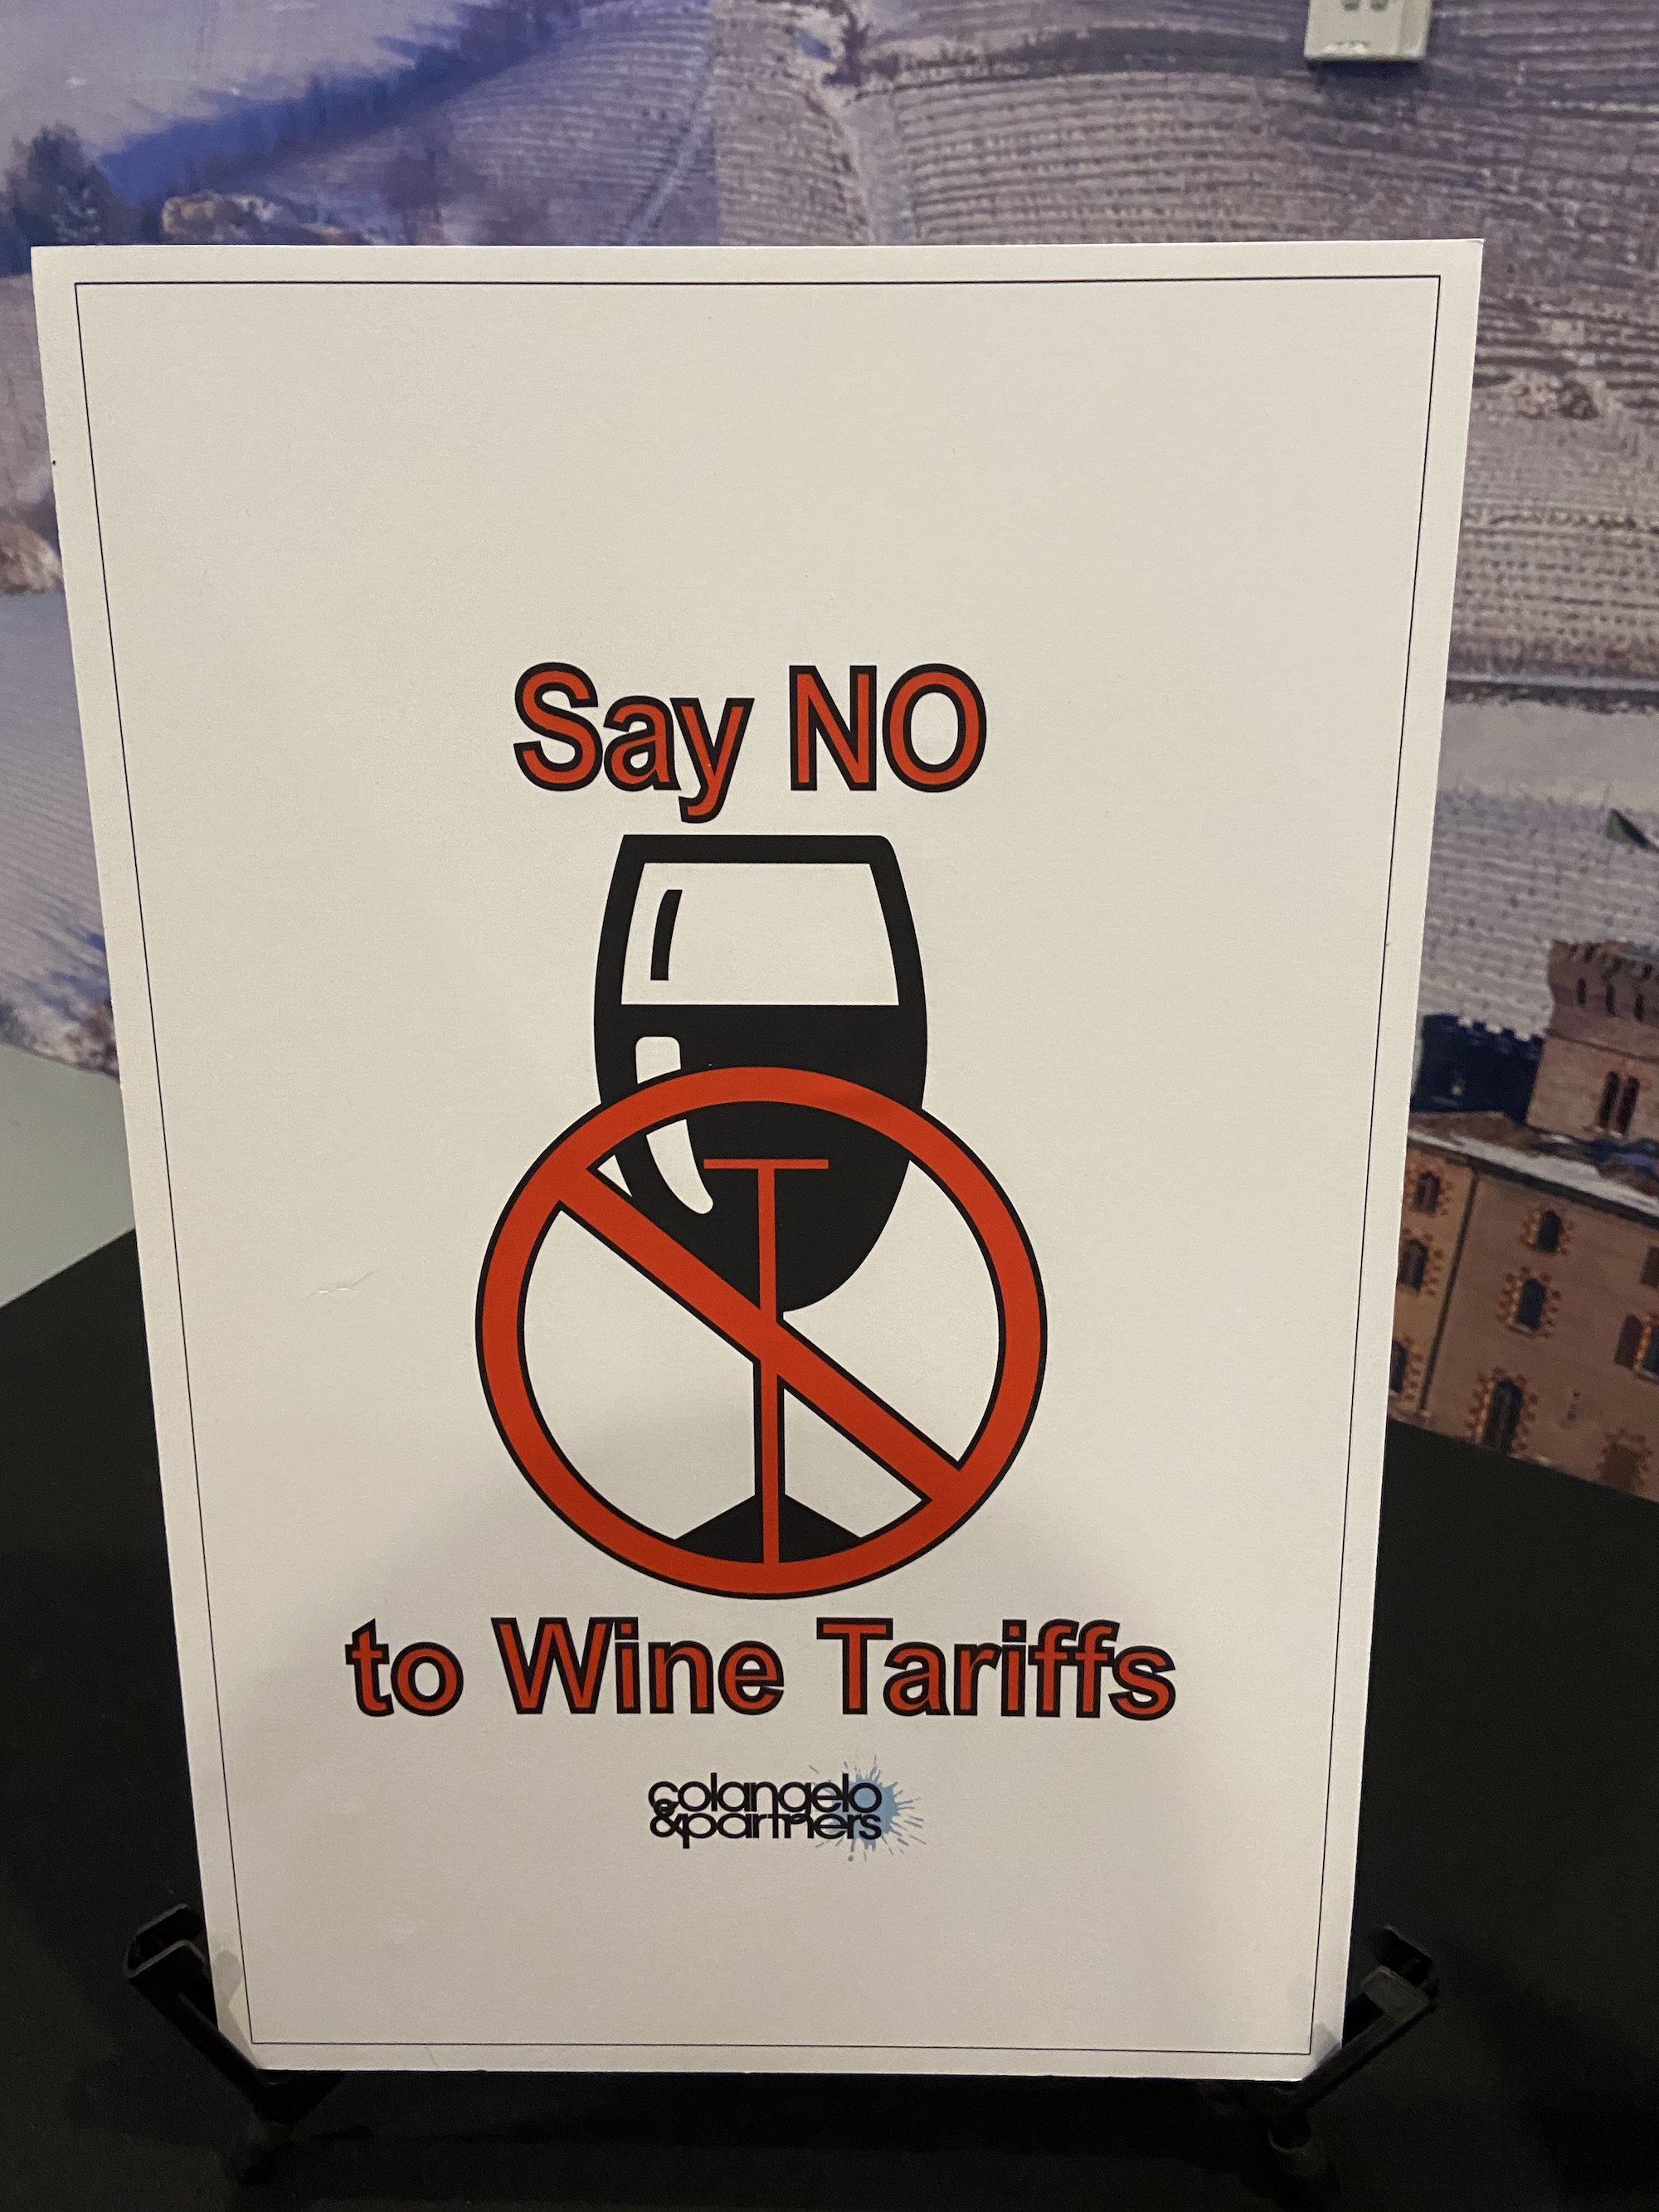 Say NO
T
to Wine Tariffs
colangelo
&partners